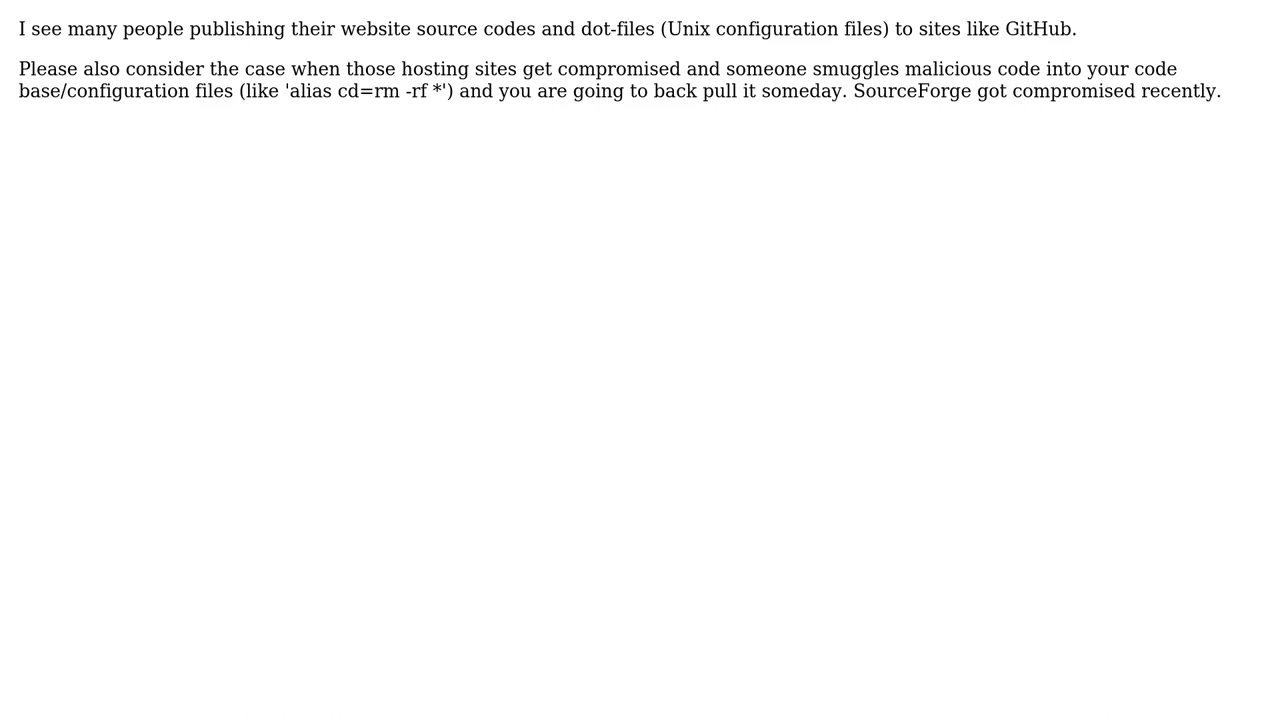 I see many people publishing their website source codes and dot-files (Unix configuration files) to sites like GitHub.
Please also consider the case when those hosting sites get compromised and someone smuggles malicious code into your code
base/configuration files (like 'alias cd=rm -rf *') and you are going to back pull it someday. SourceForge got compromised recently.